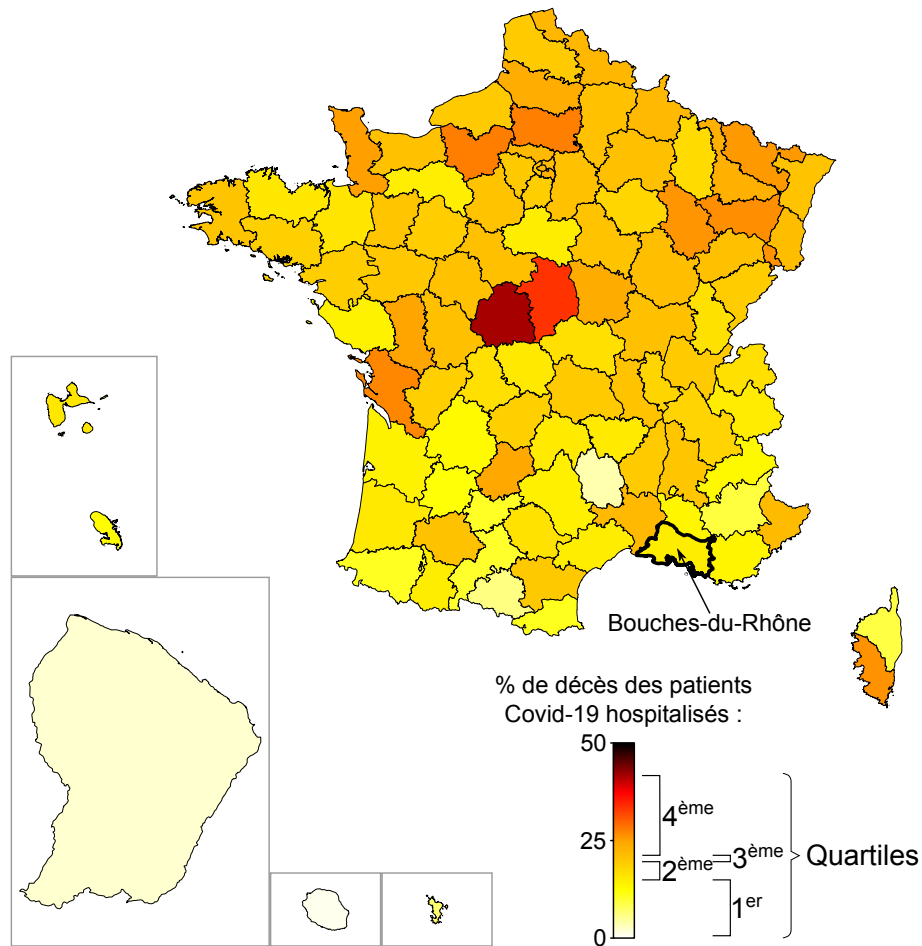 Bouches-du-Rhône
% de décès des patients
Covid-19 hospitalisés :
50
4ème
25
3ème
2ème
Quartiles
1er
0